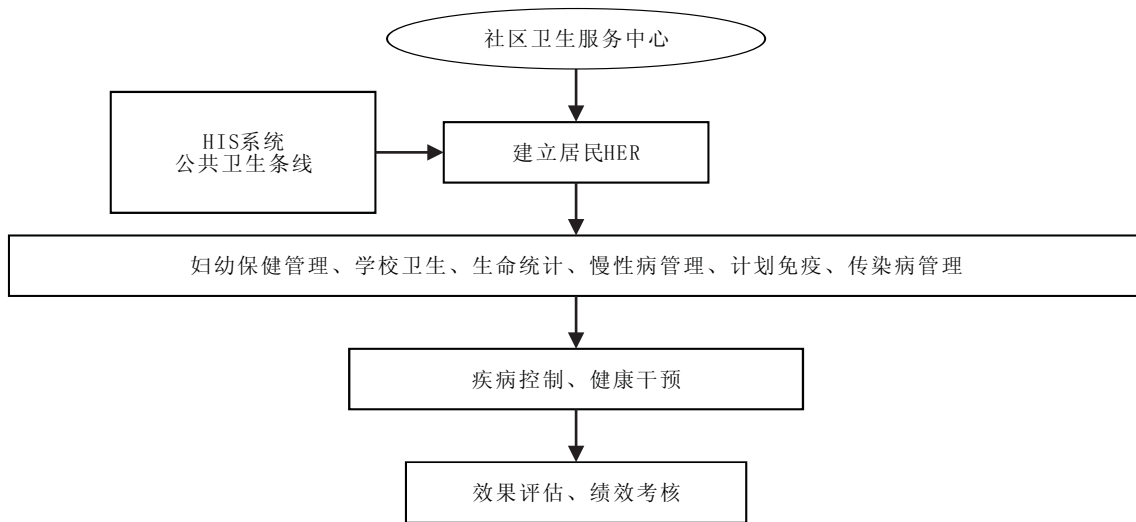 社区卫生服务中心
HIS系统
公共卫生条线
建立居民HER
妇幼保健管理、学校卫生、生命统计、慢性病管理、计划免疫、传染病管理
疾病控制、健康干预
效果评估、绩效考核